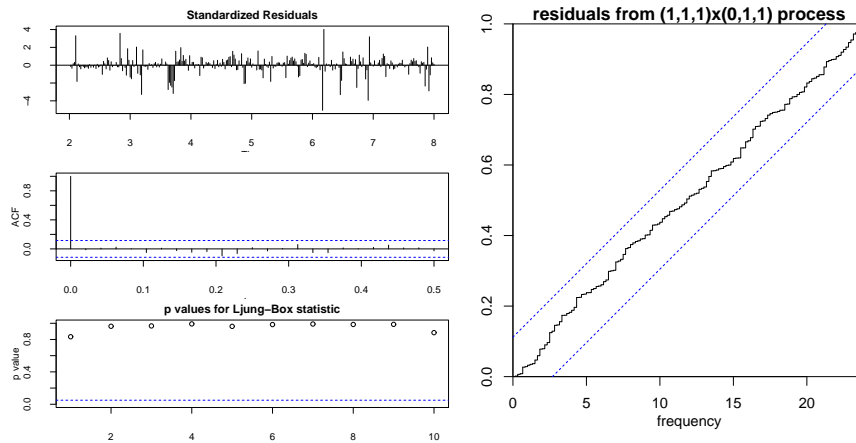 Standardized Residuals
4
2
0
-4
2 3 4 5 6 7 8
ACF
0.8
0.4
0.0
0.0 0.1 0.2 0.3 0.4 0.5
p values for Ljung–Box statistic
p value
0.8
0.4
0.0
2 4 6 8 10
residuals from (1,1,1)x(0,1,1) process
1.0
0.8
0.6
0.4
0.2
0.0
0 5 10 15 20
frequency